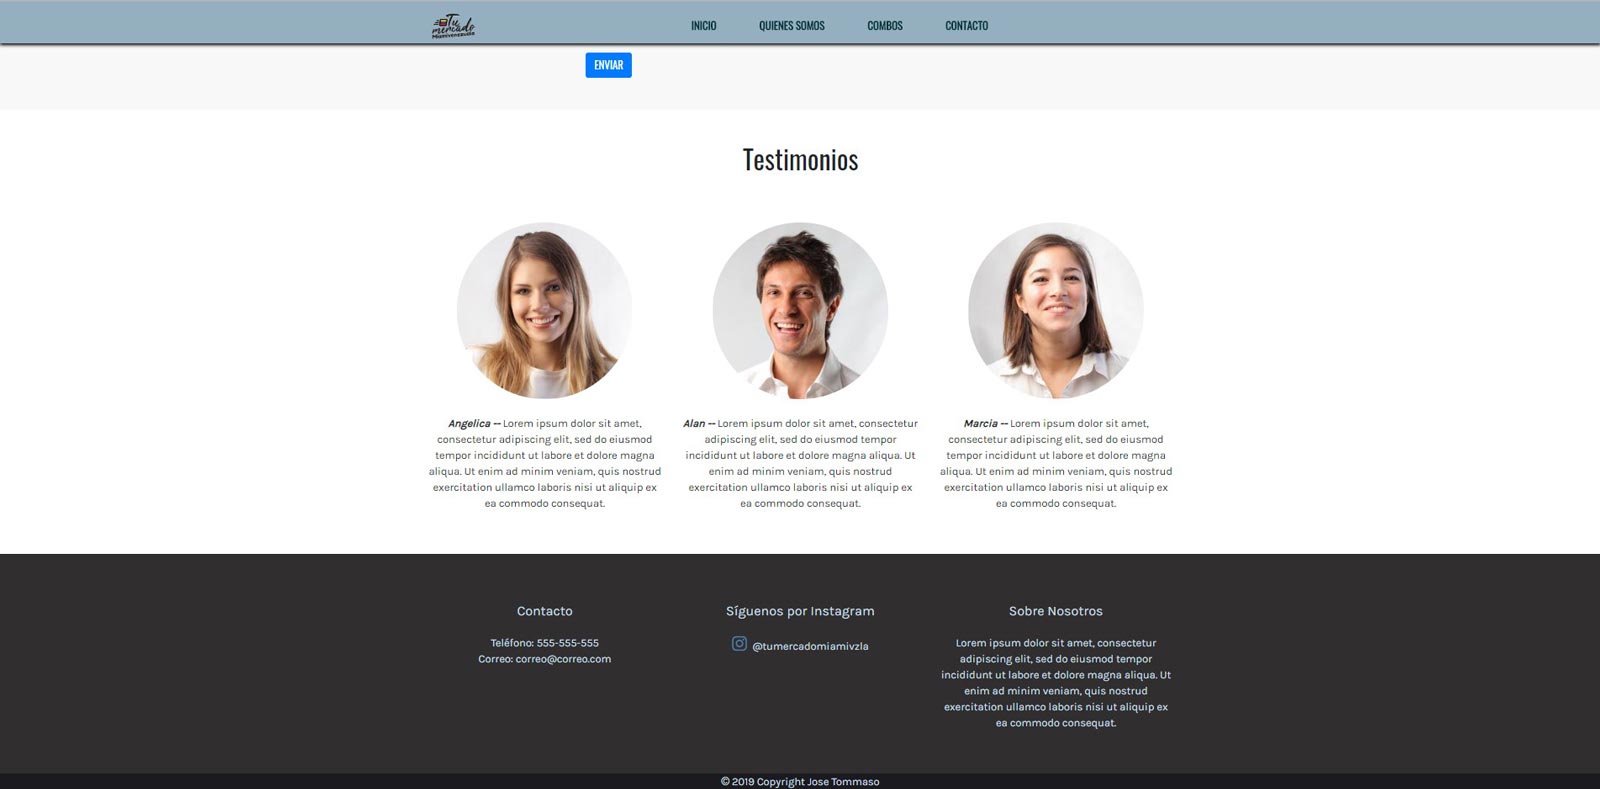 Tu
mercado
Miamivenezuela
INICIO QUIENES SOMOS COMBOS CONTACTO
ENVIAR
Testimonios
Angelica -- Lorem ipsum dolor sit amet,
consectetur adipiscing elit, sed do eiusmod
tempor incididunt ut labore et dolore magna
aliqua. Ut enim ad minim veniam, quis nostrud
exercitation ullamco laboris nisi ut aliquip ex
ea commodo consequat.
Alan -- Lorem ipsum dolor sit amet, consectetur
adipiscing elit, sed do eiusmod tempor
incididunt ut labore et dolore magna aliqua. Ut
enim ad minim veniam, quis nostrud
exercitation ullamco laboris nisi ut aliquip ex
ea commodo consequat.
Marcia -- Lorem ipsum dolor sit amet,
consectetur adipiscing elit, sed do eiusmod
tempor incididunt ut labore et dolore magna
aliqua. Ut enim ad minim veniam, quis nostrud
exercitation ullamco laboris nisi ut aliquip ex
ea commodo consequat.
Contacto
Teléfono: 555-555-555
Correo: correo@correo.com
Síguenos por Instagram
@tumercadomiamivzla
Sobre Nosotros
Lorem ipsum dolor sit amet, consectetur
adipiscing elit, sed do eiusmod tempor
incididunt ut labore et dolore magna aliqua. Ut
enim ad minim veniam, quis nostrud
exercitation ullamco laboris nisi ut aliquip ex
ea commodo consequat.
© 2019 Copyright Jose Tommaso